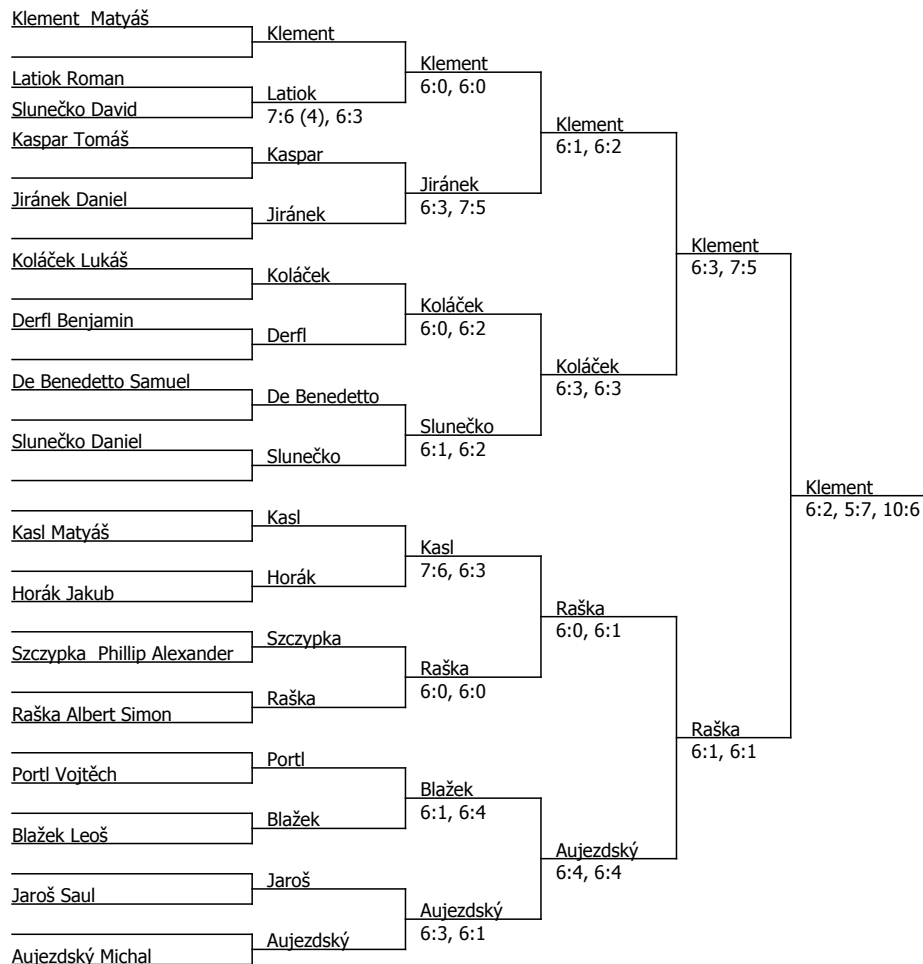 Klement  Matyáš
Latiok Roman
Slunečko David
Kaspar Tomáš
Jiránek Daniel
Koláček Lukáš
Derfl Benjamin
De Benedetto Samuel
Slunečko Daniel
Kasl Matyáš
Horák Jakub
Szczypka  Phillip Alexander
Raška Albert Simon
Portl Vojtěch
Blažek Leoš
Jaroš Saul
Aujezdský Michal
Klement
Latiok
7:6 (4), 6:3
Kaspar
Jiránek
Koláček
Derfl
De Benedetto
Slunečko
Kasl
Horák
Szczypka
Raška
Portl
Blažek
Jaroš
Aujezdský
Klement
6:0, 6:0
Jiránek
6:3, 7:5
Koláček
6:0, 6:2
Slunečko
6:1, 6:2
Kasl
7:6, 6:3
Raška
6:0, 6:0
Blažek
6:1, 6:4
Aujezdský
6:3, 6:1
Klement
6:1, 6:2
Koláček
6:3, 6:3
Raška
6:0, 6:1
Aujezdský
6:4, 6:4
Klement
6:3, 7:5
Raška
6:1, 6:1
Klement
6:2, 5:7, 10:6